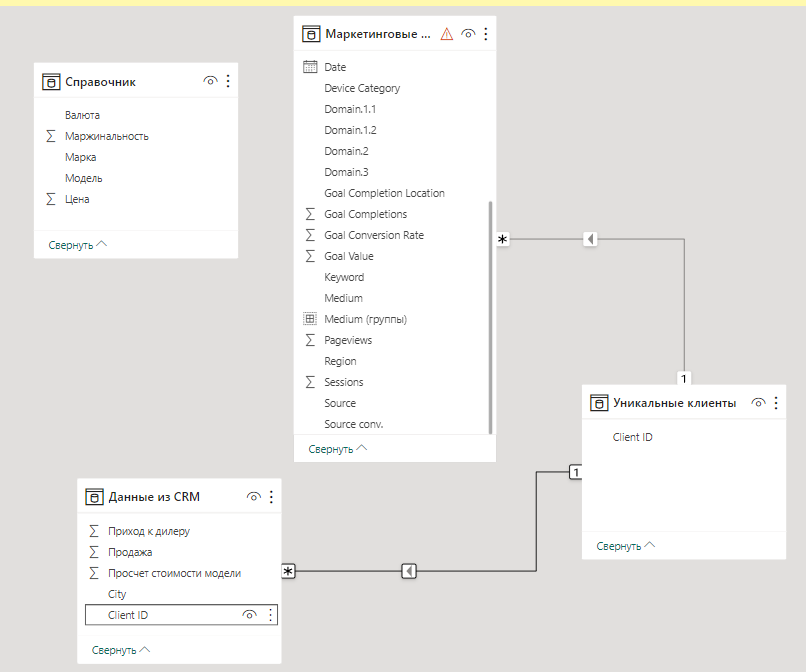 Справочник
Валюта
Маржинальность
Марка
Модель
Цена
Свернуть
Маркетинговые ...
Date
Device Category
Domain.1.1
Domain.1.2
Domain.2
Domain.3
Goal Completion Location
Goal Completions
Goal Conversion Rate
Goal Value
Keyword
Medium
Medium (группы)
Pageviews
Region
Sessions
Source
Source conv.
Свернуть
*
1
Уникальные клиенты
Client ID
Свернуть
1
*
Данные из CRM
Приход к дилеру
Продажа
Просчет стоимости модели
City
Client ID
Свернуть